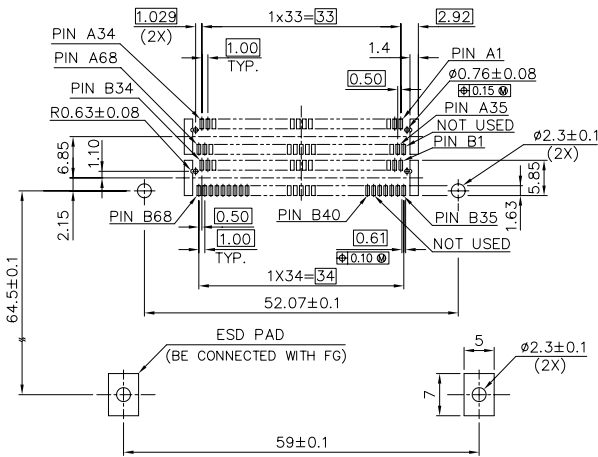 1.029
(2X)
1x33=33
2.92
PIN A34
1.00
TYP.
1.4
PIN A1
PIN A68
0.50
ø0.76±0.08
⌖ 0.15 Ⓜ
PIN B34
PIN A35
R0.63±0.08
NOT USED
PIN B1
6.85
1.10
ø2.3±0.1
(2X)
5.85
2.15
PIN B68
0.50
PIN B40
PIN B35
1.63
1.00
TYP.
0.61
NOT USED
⌖ 0.10 Ⓜ
1X34=34
64.5±0.1
52.07±0.1
ESD PAD
(BE CONNECTED WITH FG)
5
ø2.3±0.1
(2X)
7
59±0.1